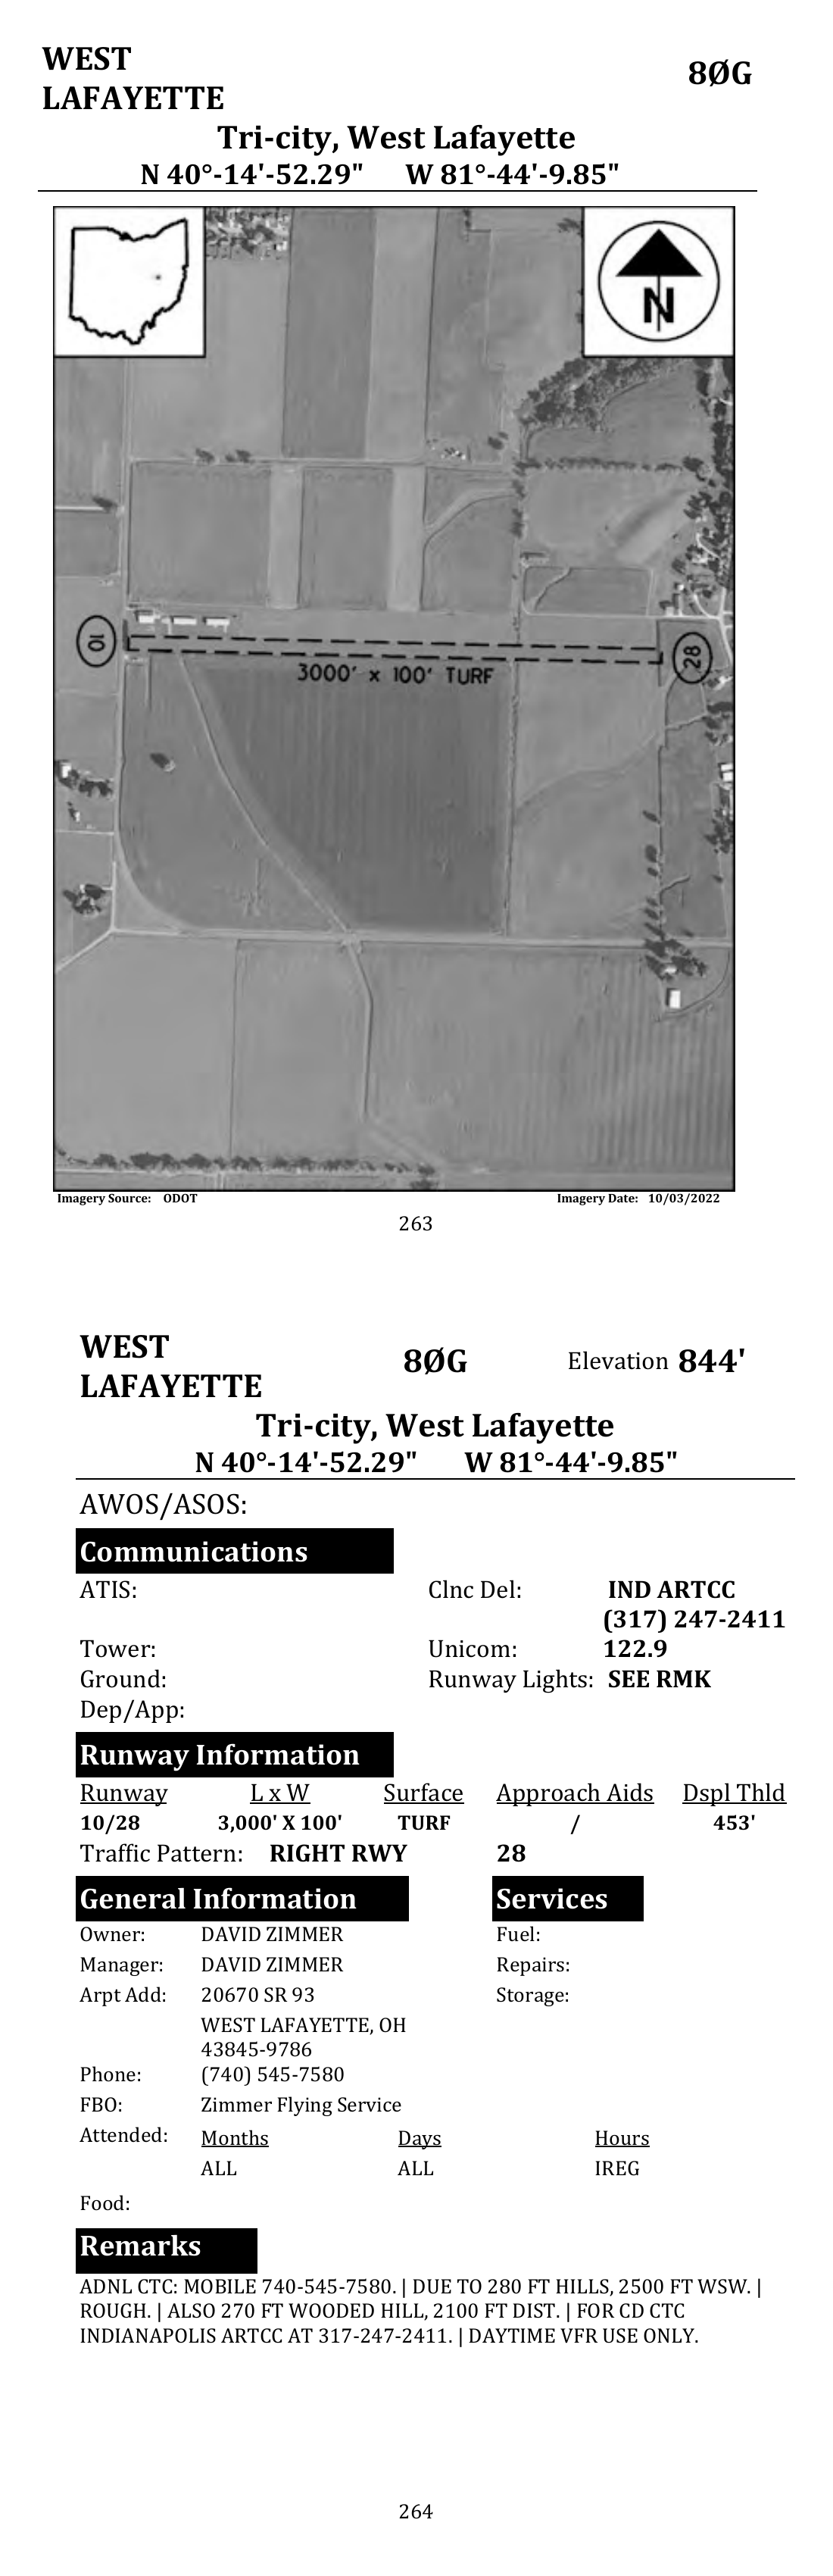 WEST
LAFAYETTE
8ØG
Tri-city, West Lafayette
N 40°-14'-52.29" W 81°-44'-9.85"
N
10
28
3000' x 100' TURF
Imagery Source: ODOT Imagery Date: 10/03/2022
263
WEST
LAFAYETTE
8ØG Elevation 844'
Tri-city, West Lafayette
N 40°-14'-52.29" W 81°-44'-9.85"
AWOS/ASOS:
Communications
ATIS: Clnc Del: IND ARTCC
(317) 247-2411
Tower: Unicom: 122.9
Ground: Runway Lights: SEE RMK
Dep/App:
Runway Information
Runway L x W Surface Approach Aids Dspl Thld
10/28 3,000' X 100' TURF / 453'
Traffic Pattern: RIGHT RWY 28
General Information Services
Owner: DAVID ZIMMER Fuel:
Manager: DAVID ZIMMER Repairs:
Arpt Add: 20670 SR 93 Storage:
WEST LAFAYETTE, OH
43845-9786
Phone: (740) 545-7580
FBO: Zimmer Flying Service
Attended: Months Days Hours
ALL ALL IREG
Food:
Remarks
ADNL CTC: MOBILE 740-545-7580. | DUE TO 280 FT HILLS, 2500 FT WSW. |
ROUGH. | ALSO 270 FT WOODED HILL, 2100 FT DIST. | FOR CD CTC
INDIANAPOLIS ARTCC AT 317-247-2411. | DAYTIME VFR USE ONLY.
264